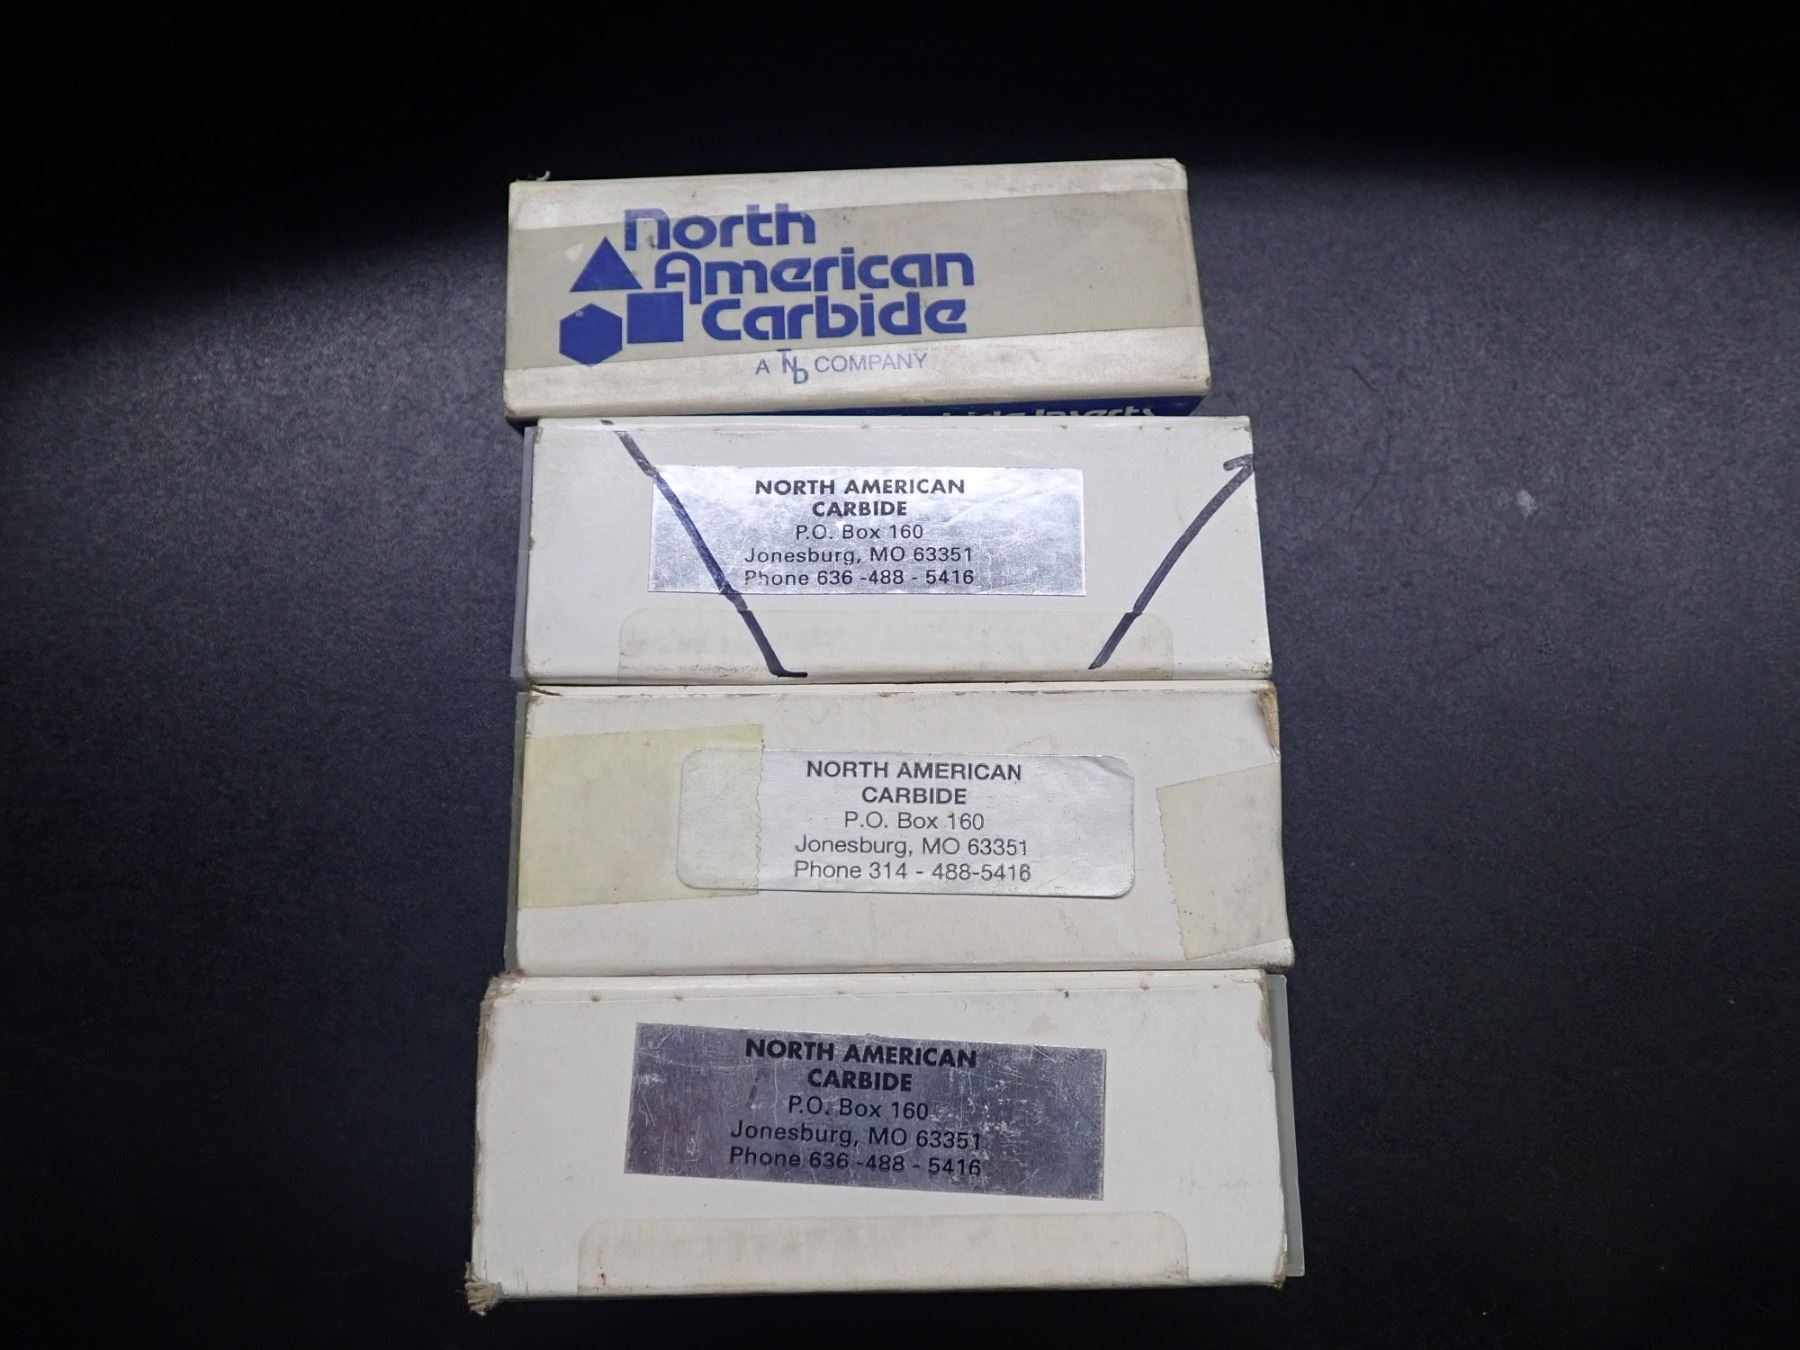 North
American
Carbide
A TND COMPANY
Carbide Inserts
NORTH AMERICAN
CARBIDE
P.O. Box 160
Jonesburg, MO 63351
Phone 636 -488 - 5416
NORTH AMERICAN
CARBIDE
P.O. Box 160
Jonesburg, MO 63351
Phone 314 - 488-5416
NORTH AMERICAN
CARBIDE
P.O. Box 160
Jonesburg, MO 63351
Phone 636 -488 - 5416